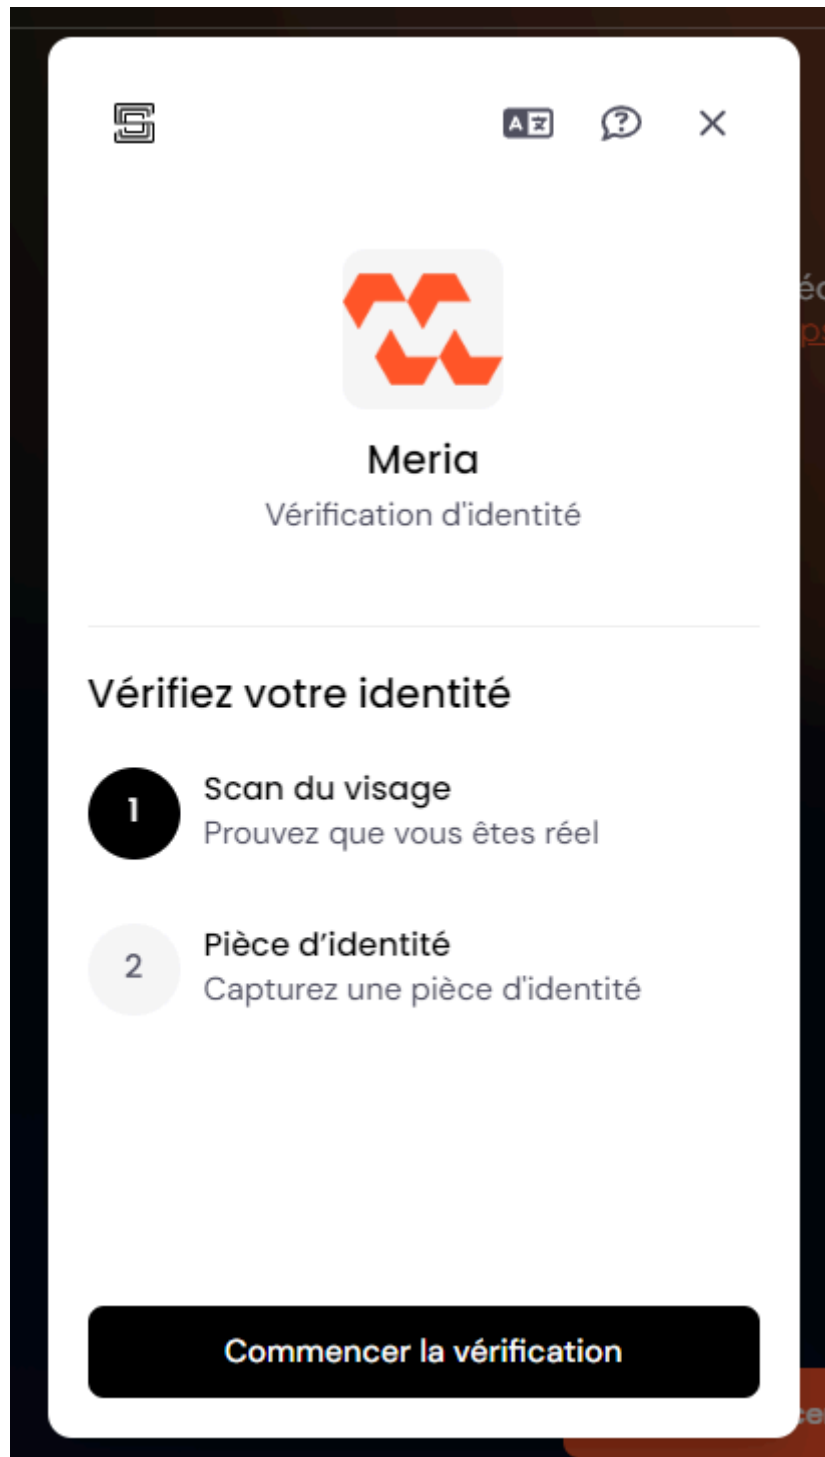 Meria
Vérification d'identité
Vérifiez votre identité
1
Scan du visage
Prouvez que vous êtes réel
2
Pièce d’identité
Capturez une pièce d'identité
Commencer la vérification